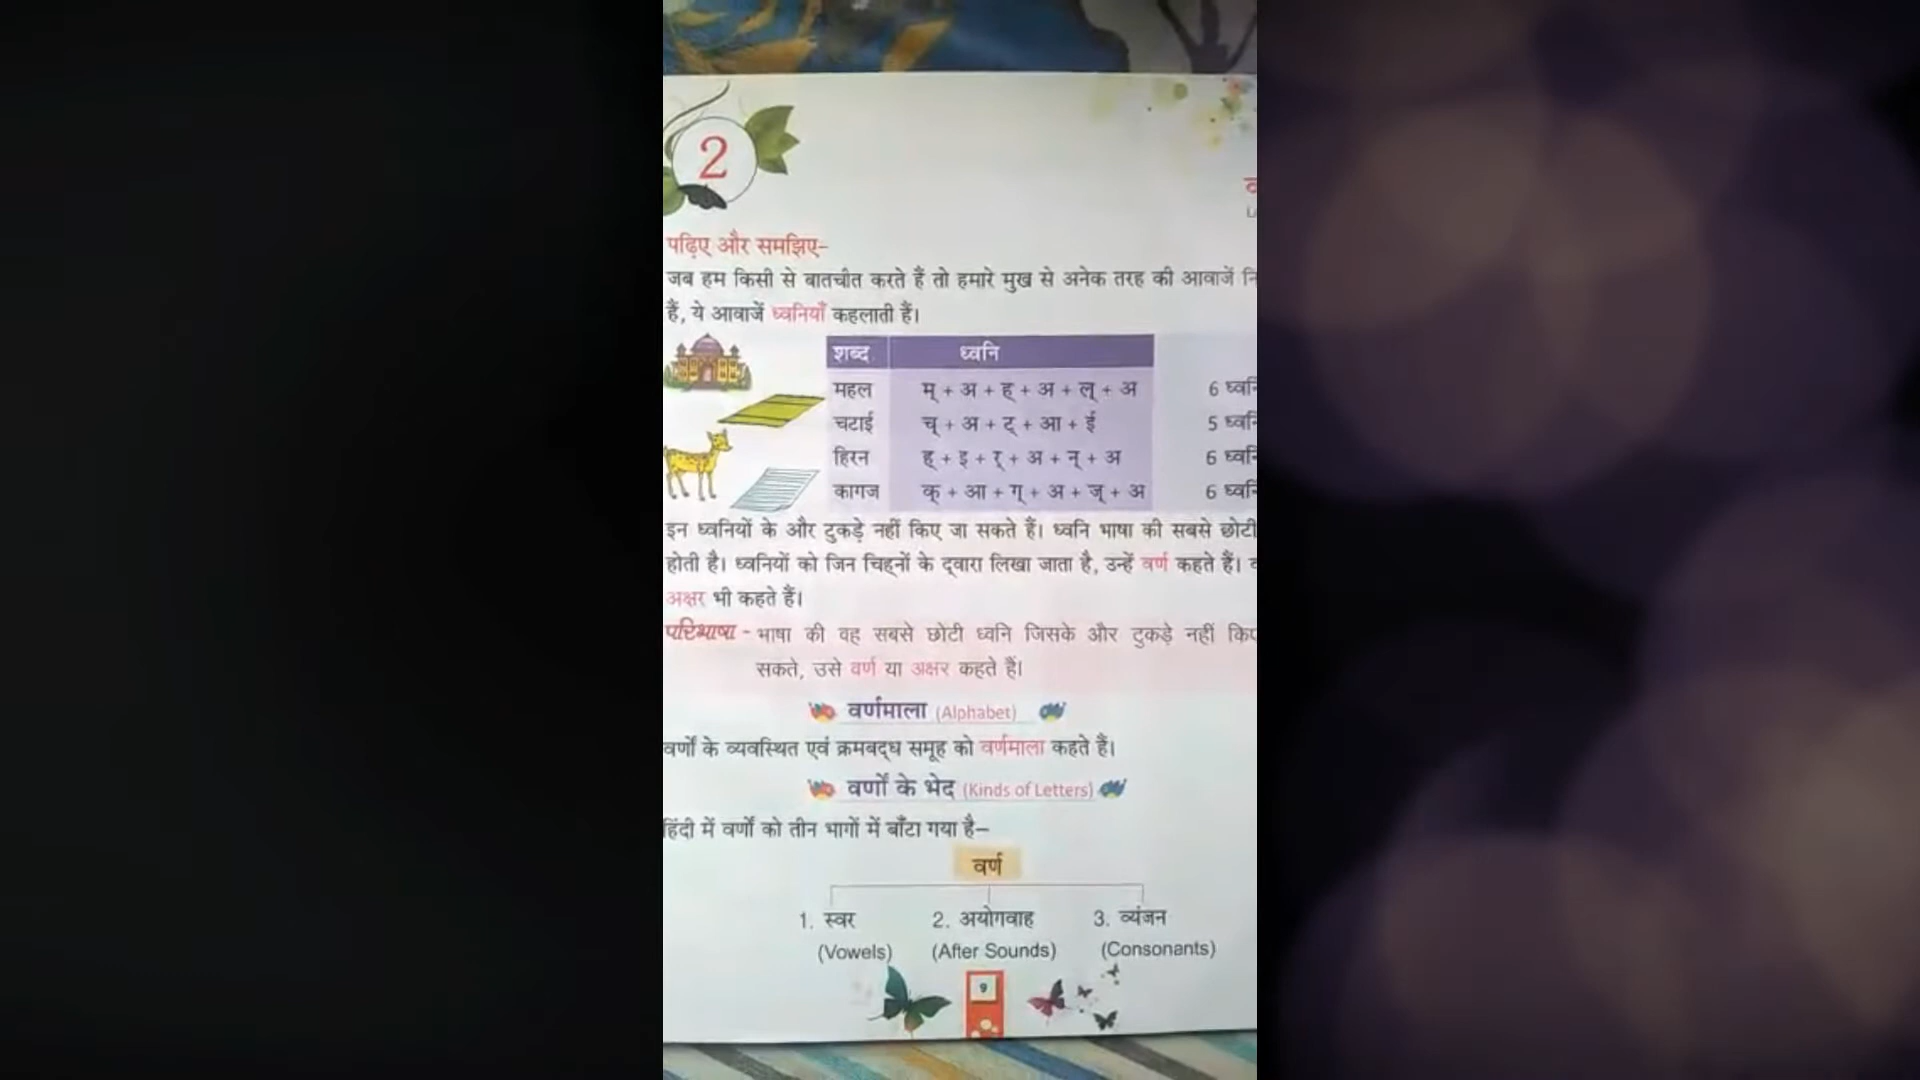 2
पढ़िए और समझिए-
जब हम किसी से बातचीत करते हैं तो हमारे मुख से अनेक तरह की आवाजें
हैं, ये आवाजें ध्वनियाँ कहलाती हैं।
शब्द ध्वनि
महल म् + अ + ह् + अ + ल् + अ 6
चटाई च् + अ + ट् + आ + ई 5
हिरन ह् + इ + र् + अ + न् + अ 6
कागज क् + आ + ग् + अ + ज् + अ 6
इन ध्वनियों के और टुकड़े नहीं किए जा सकते हैं। ध्वनि भाषा की सबसे छोटी
होती है। ध्वनियों को जिन चिह्नों के द्वारा लिखा जाता है, उन्हें वर्ण कहते हैं।
अक्षर भी कहते हैं।
परिभाषा - भाषा की वह सबसे छोटी ध्वनि जिसके और टुकड़े नहीं
सकते, उसे वर्ण या अक्षर कहते हैं।
वर्णमाला (Alphabet)
वर्णों के व्यवस्थित एवं क्रमबद्ध समूह को वर्णमाला कहते हैं।
वर्णों के भेद (Kinds of Letters)
हिंदी में वर्णों को तीन भागों में बाँटा गया है–
वर्ण
1. स्वर 2. अयोगवाह 3. व्यंजन
(Vowels) (After Sounds) (Consonants)
9